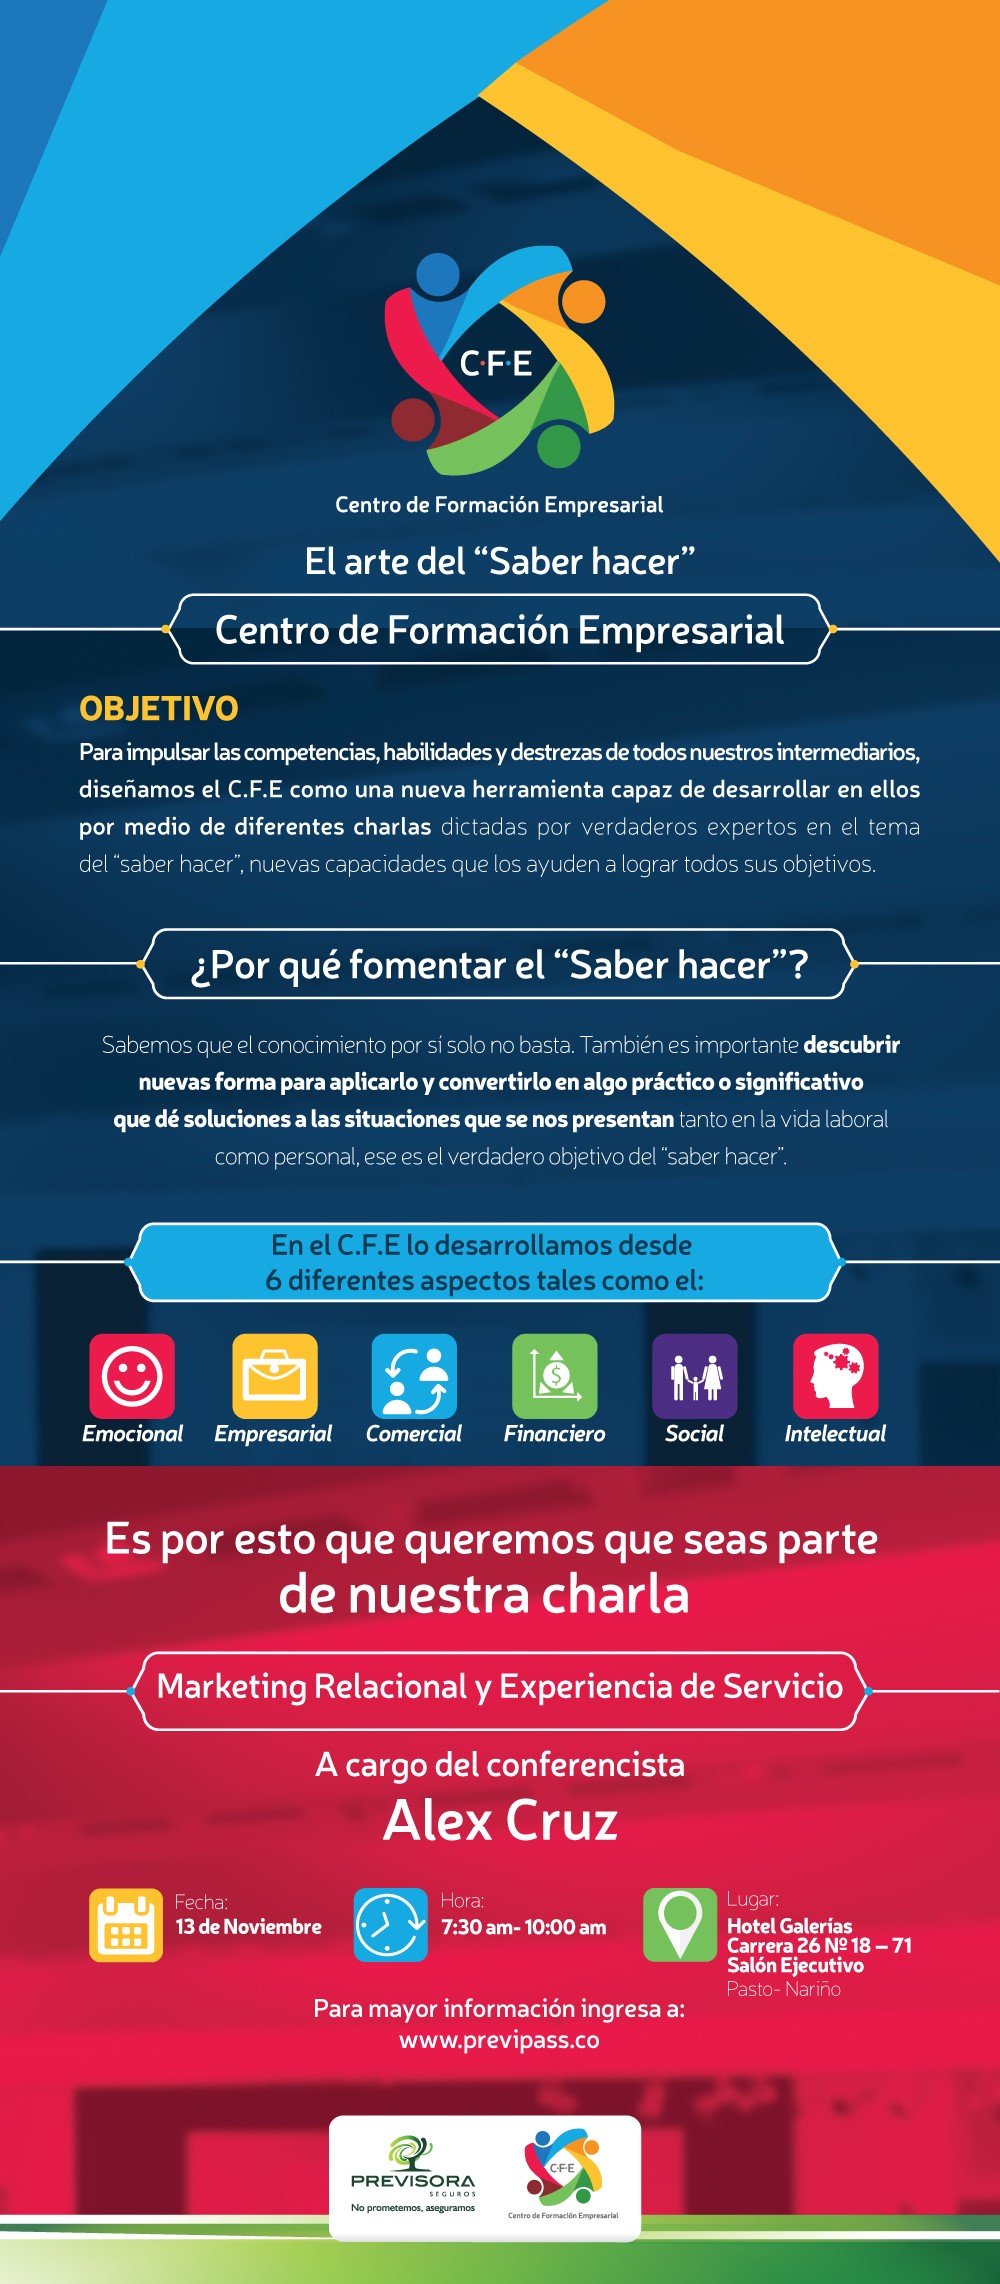 C·F·E
Centro de Formación Empresarial
El arte del “Saber hacer”
Centro de Formación Empresarial
OBJETIVO
Para impulsar las competencias, habilidades y destrezas de todos nuestros intermediarios,
diseñamos el C.F.E como una nueva herramienta capaz de desarrollar en ellos
por medio de diferentes charlas dictadas por verdaderos expertos en el tema
del “saber hacer”, nuevas capacidades que los ayuden a lograr todos sus objetivos.
¿Por qué fomentar el “Saber hacer”?
Sabemos que el conocimiento por sí solo no basta. También es importante descubrir
nuevas forma para aplicarlo y convertirlo en algo práctico o significativo
que dé soluciones a las situaciones que se nos presentan tanto en la vida laboral
como personal, ese es el verdadero objetivo del “saber hacer”.
En el C.F.E lo desarrollamos desde
6 diferentes aspectos tales como el:
$
Emocional Empresarial Comercial Financiero Social Intelectual
Es por esto que queremos que seas parte
de nuestra charla
Marketing Relacional y Experiencia de Servicio
A cargo del conferencista
Alex Cruz
Fecha:
13 de Noviembre
Hora:
7:30 am- 10:00 am
Lugar:
Hotel Galerías
Carrera 26 Nº 18 – 71
Salón Ejecutivo
Pasto- Nariño
Para mayor información ingresa a:
www.previpass.co
PREVISORA
SEGUROS
No prometemos, aseguramos
C·F·E
Centro de Formación Empresarial